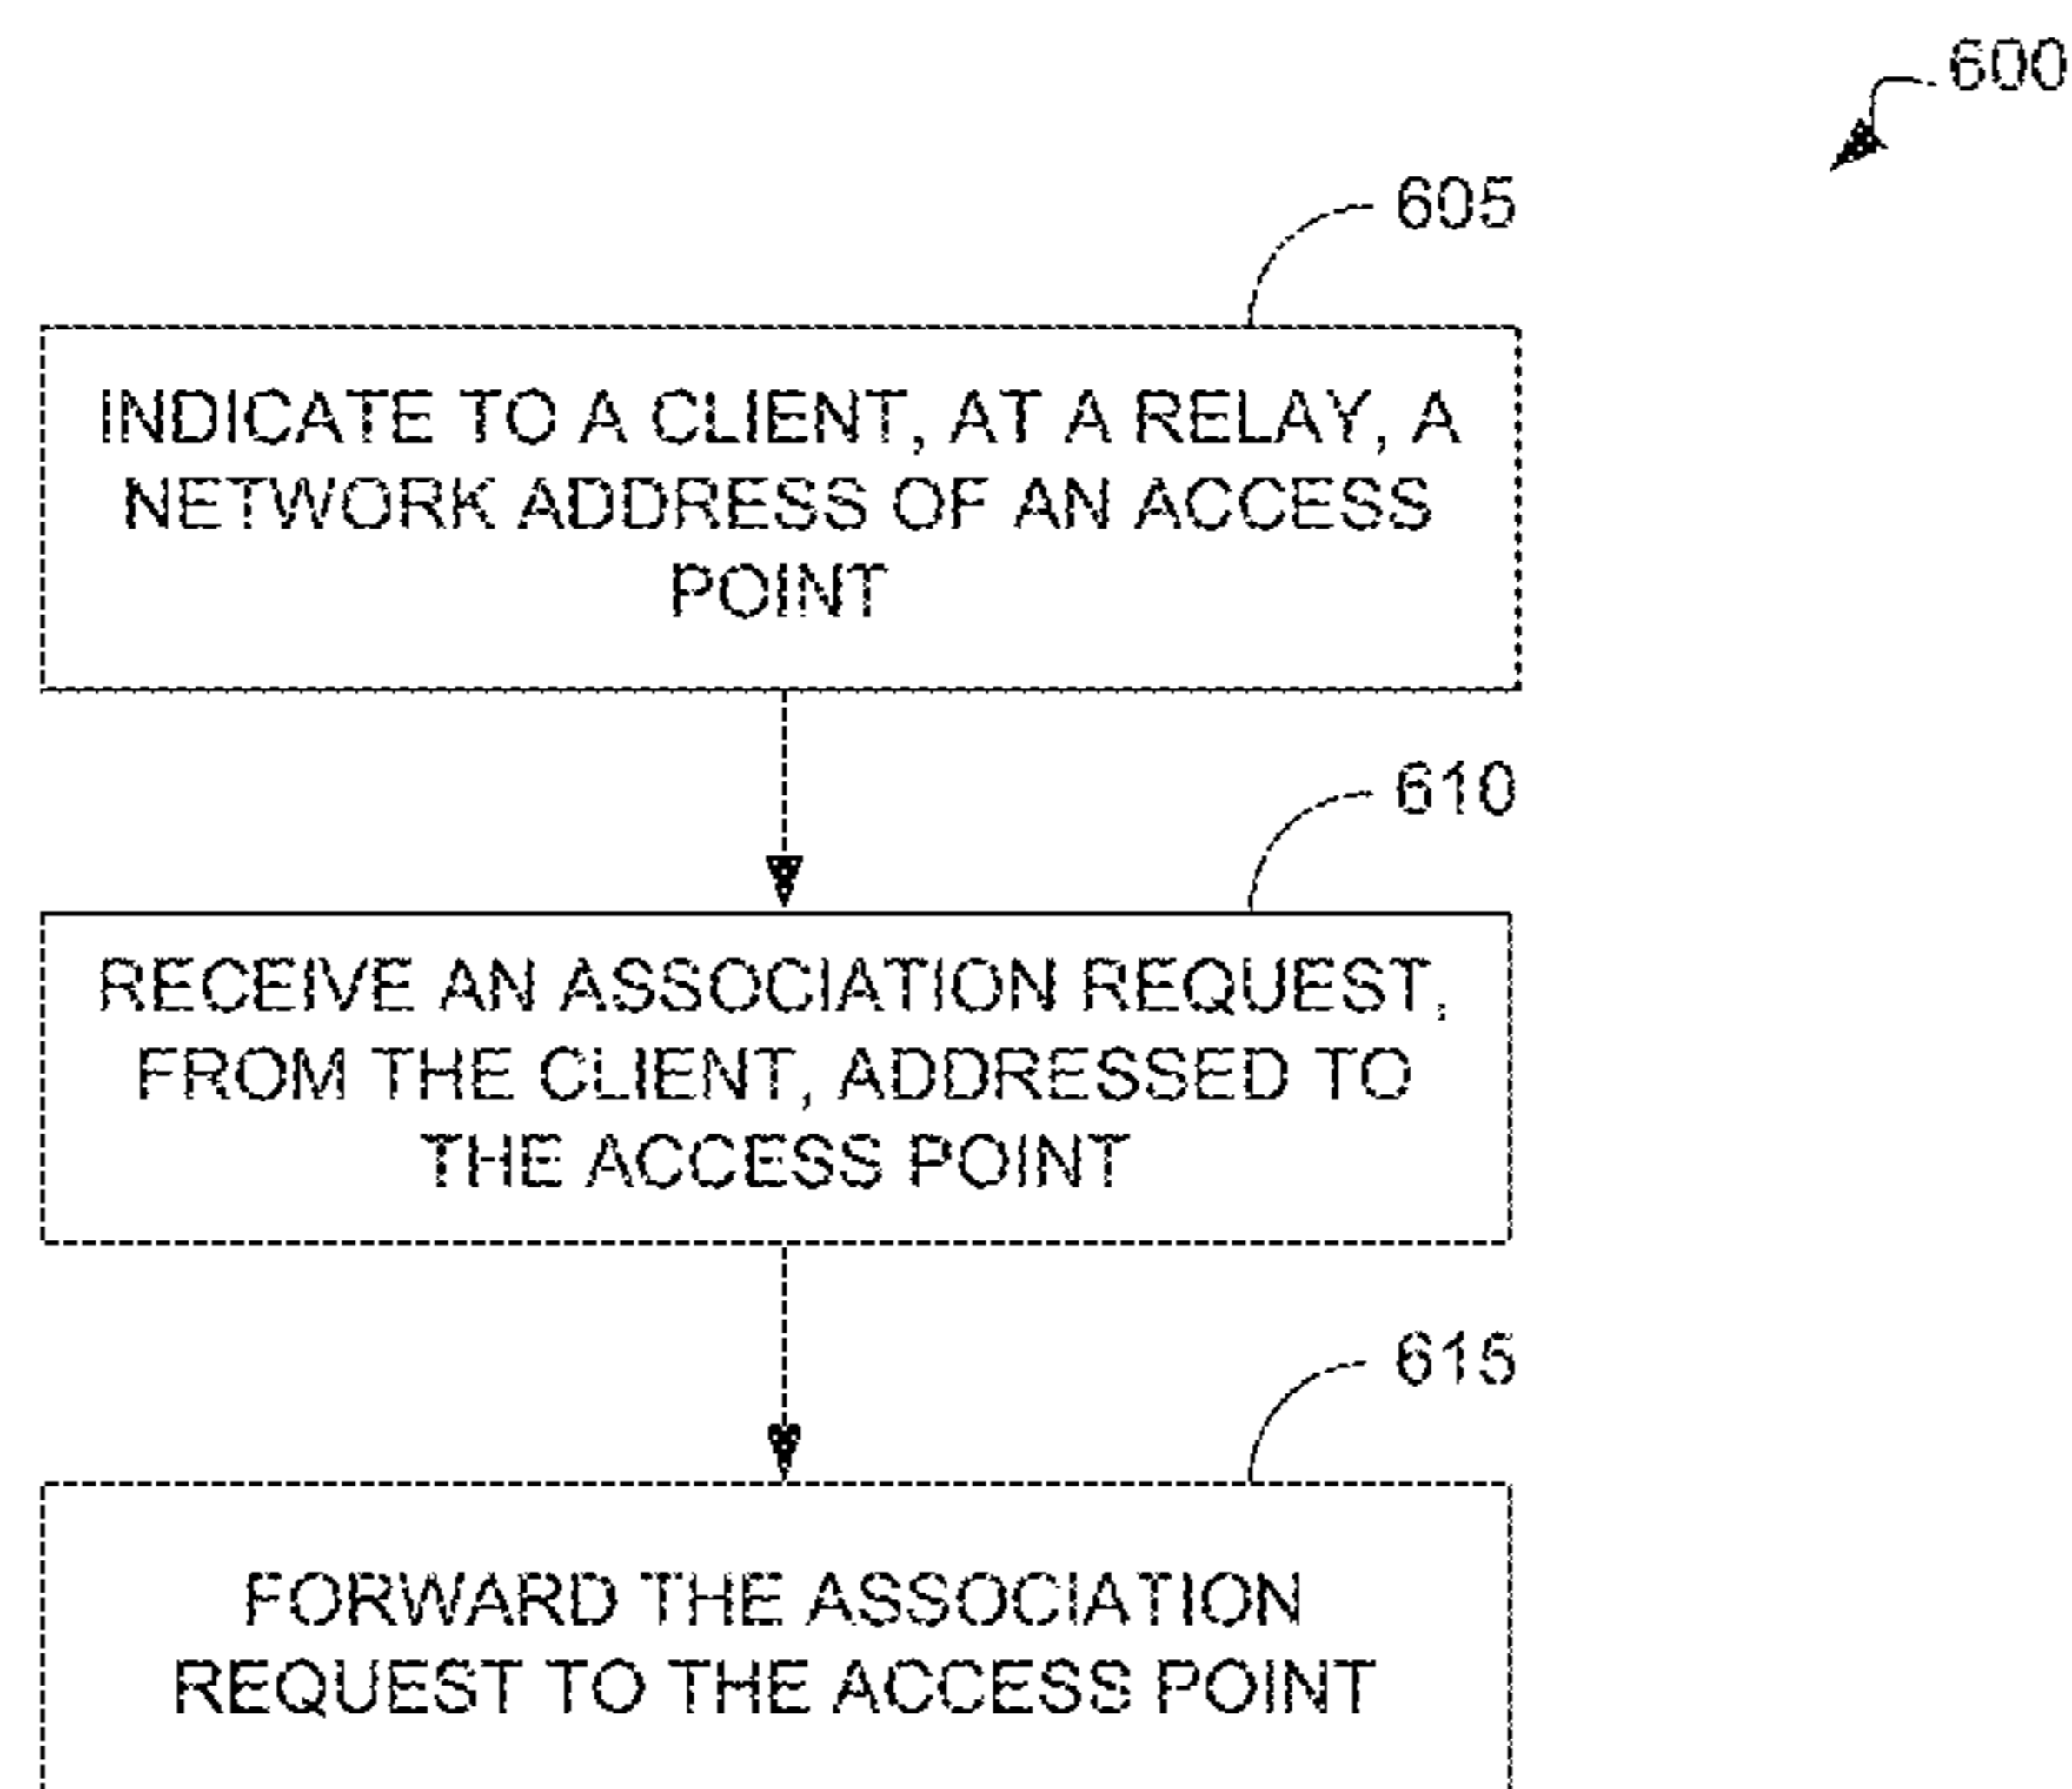 600
605
INDICATE TO A CLIENT, AT A RELAY, A
NETWORK ADDRESS OF AN ACCESS
POINT
610
RECEIVE AN ASSOCIATION REQUEST,
FROM THE CLIENT, ADDRESSED TO
THE ACCESS POINT
615
FORWARD THE ASSOCIATION
REQUEST TO THE ACCESS POINT